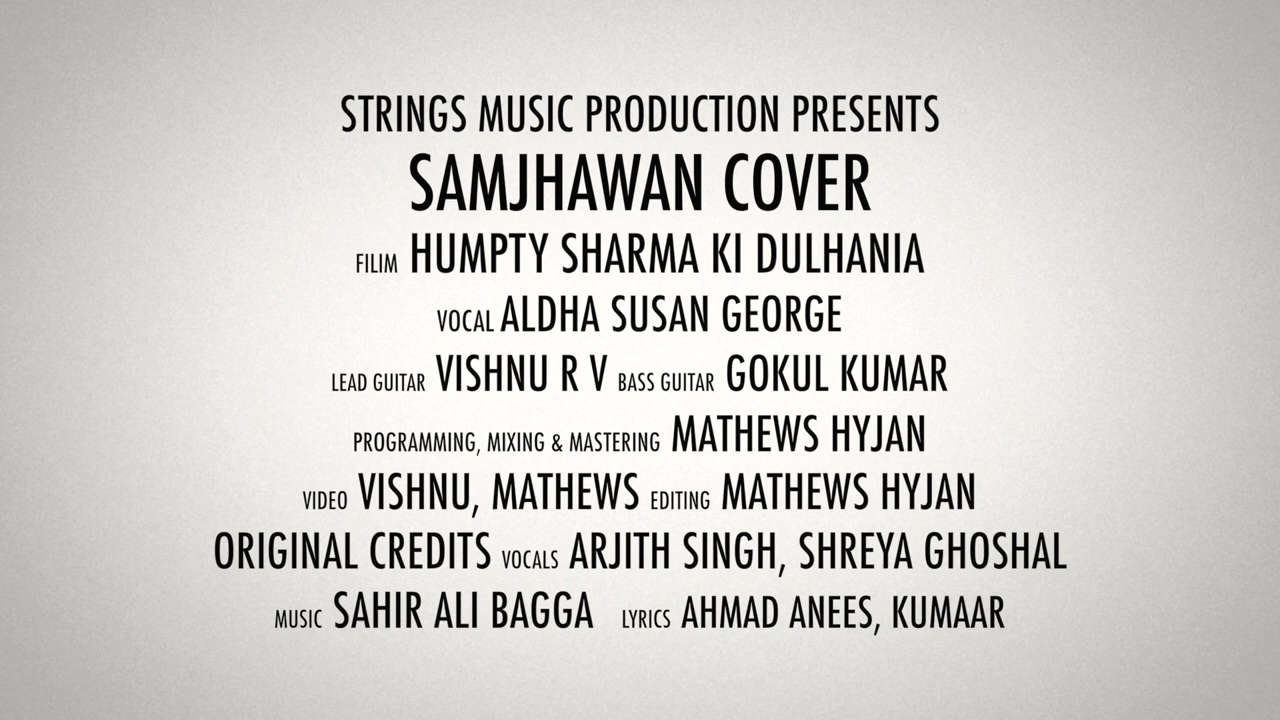 STRINGS MUSIC PRODUCTION PRESENTS
SAMJHAWAN COVER
FILIM HUMPTY SHARMA KI DULHANIA
VOCAL ALDHA SUSAN GEORGE
LEAD GUITAR VISHNU R V BASS GUITAR GOKUL KUMAR
PROGRAMMING, MIXING & MASTERING MATHEWS HYJAN
VIDEO VISHNU, MATHEWS EDITING MATHEWS HYJAN
ORIGINAL CREDITS VOCALS ARJITH SINGH, SHREYA GHOSHAL
MUSIC SAHIR ALI BAGGA LYRICS AHMAD ANEES, KUMAAR